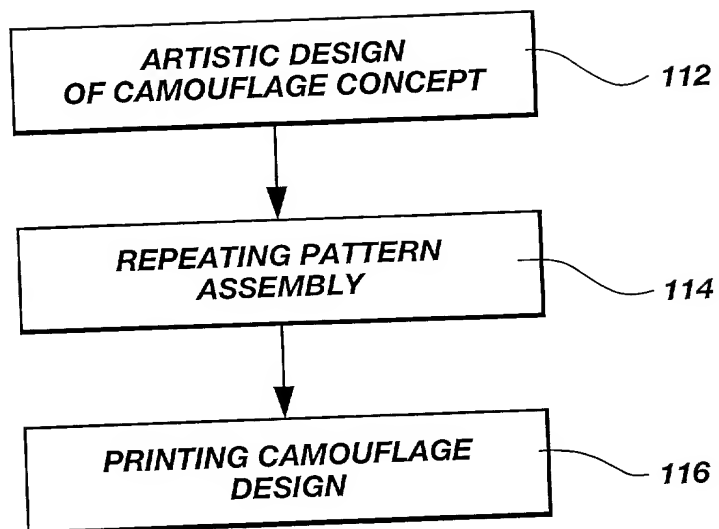 ARTISTIC DESIGN
OF CAMOUFLAGE CONCEPT
112
REPEATING PATTERN
ASSEMBLY
114
PRINTING CAMOUFLAGE
DESIGN
116